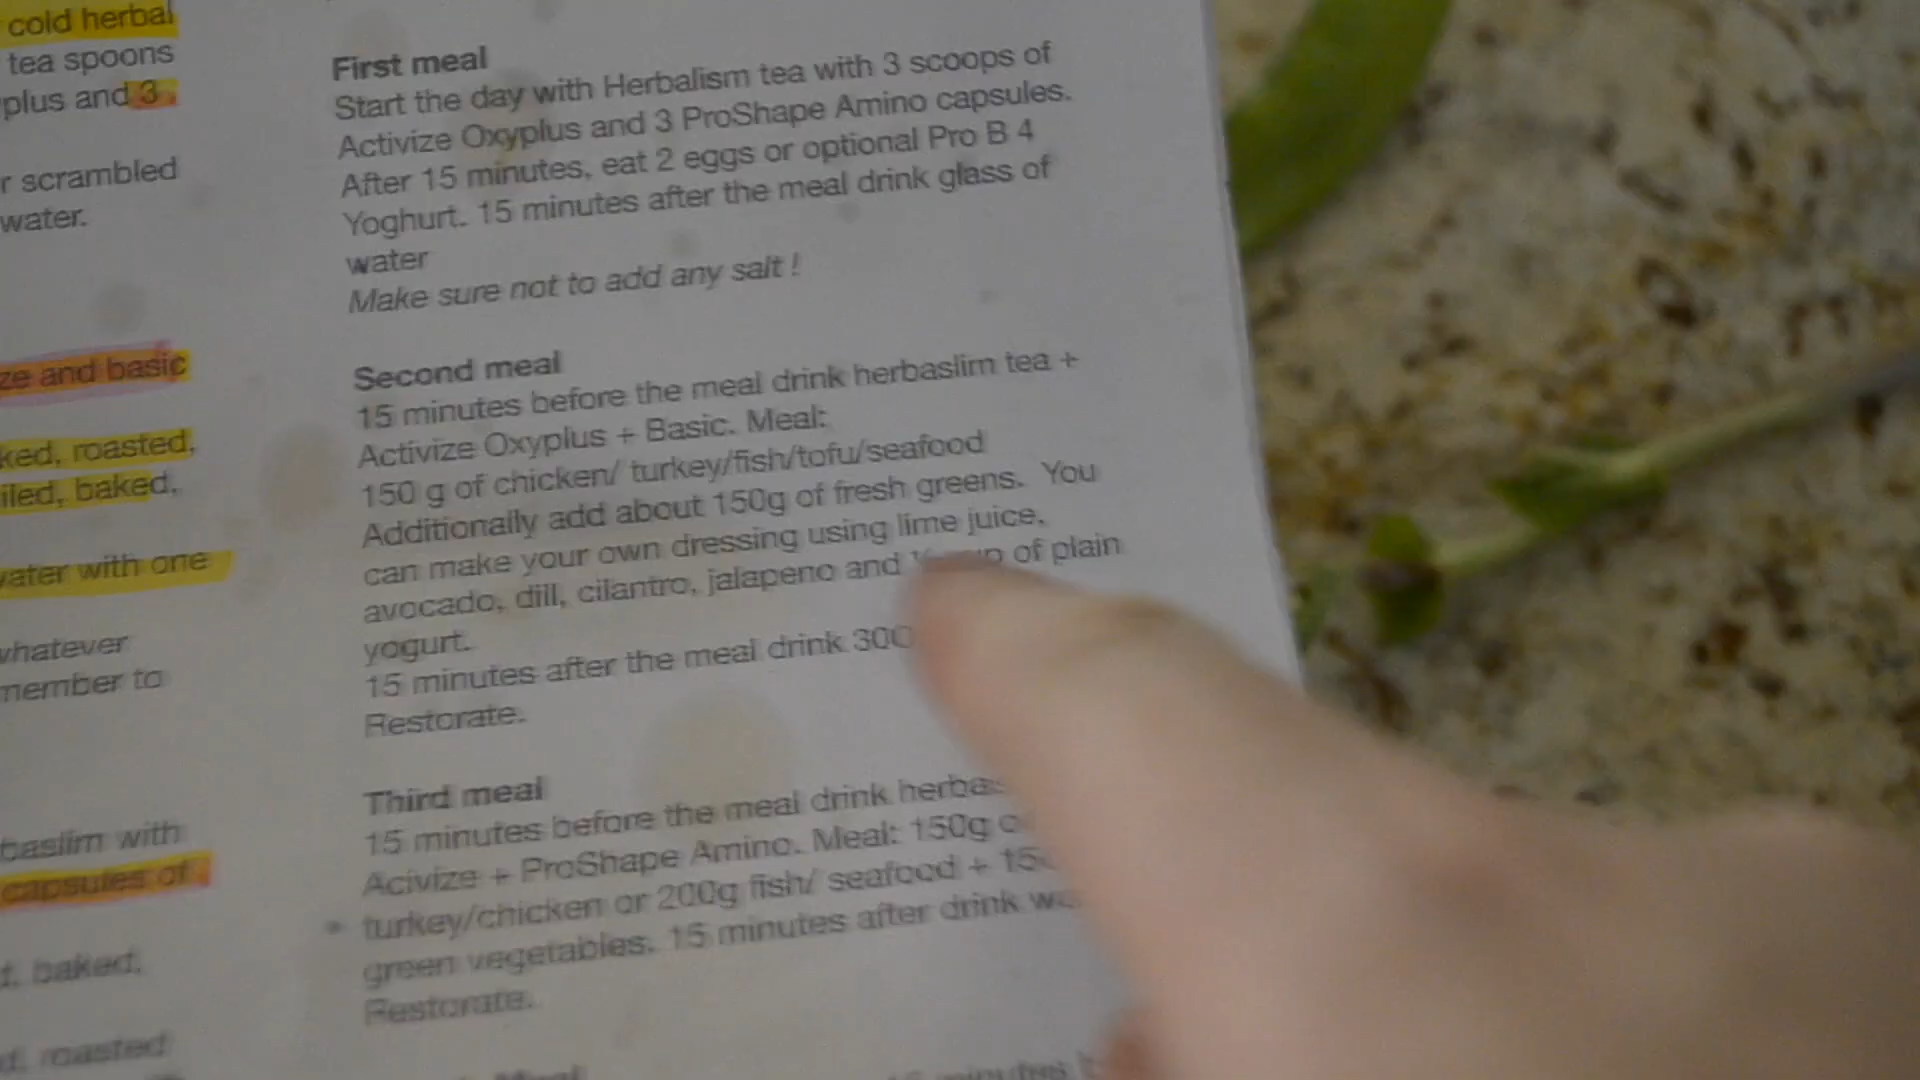 cold herbal
tea spoons
plus and 3
r scrambled
water.
ze and basic
ked, roasted,
iled, baked,
vater with one
whatever
member to
baslim with
capsules of
d, baked,
d, roasted
First meal
Start the day with Herbalism tea with 3 scoops of
Activize Oxyplus and 3 ProShape Amino capsules.
After 15 minutes, eat 2 eggs or optional Pro B 4
Yoghurt. 15 minutes after the meal drink glass of
water
Make sure not to add any salt !
Second meal
15 minutes before the meal drink herbaslim tea +
Activize Oxyplus + Basic. Meal:
150 g of chicken/ turkey/fish/tofu/seafood
Additionally add about 150g of fresh greens. You
can make your own dressing using lime juice,
avocado, dill, cilantro, jalapeno and of plain
yogurt.
15 minutes after the meal drink 300
Restorate.
Third meal
15 minutes before the meal drink herbas
Acivize + ProShape Amino. Meal: 150g o
turkey/chicken or 200g fish/ seafood + 15
green vegetables. 15 minutes after drink
Restorate.